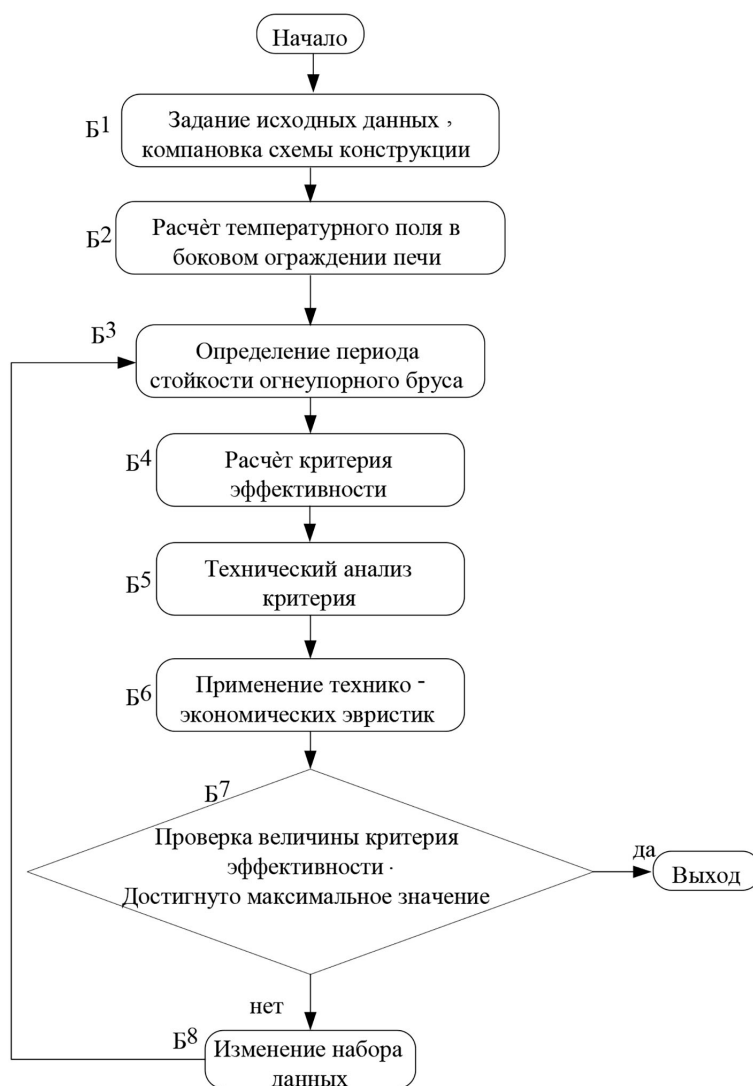 Начало
Б1
Задание исходных данных ,
компановка схемы конструкции
Б2
Расчѐт температурного поля в
боковом ограждении печи
Б3
Определение периода
стойкости огнеупорного бруса
Б4
Расчѐт критерия
эффективности
Б5
Технический анализ
критерия
Б6
Применение технико -
экономических эвристик
Б7
Проверка величины критерия
эффективности .
Достигнуто максимальное значение
да
Выход
нет
Б8
Изменение набора
данных